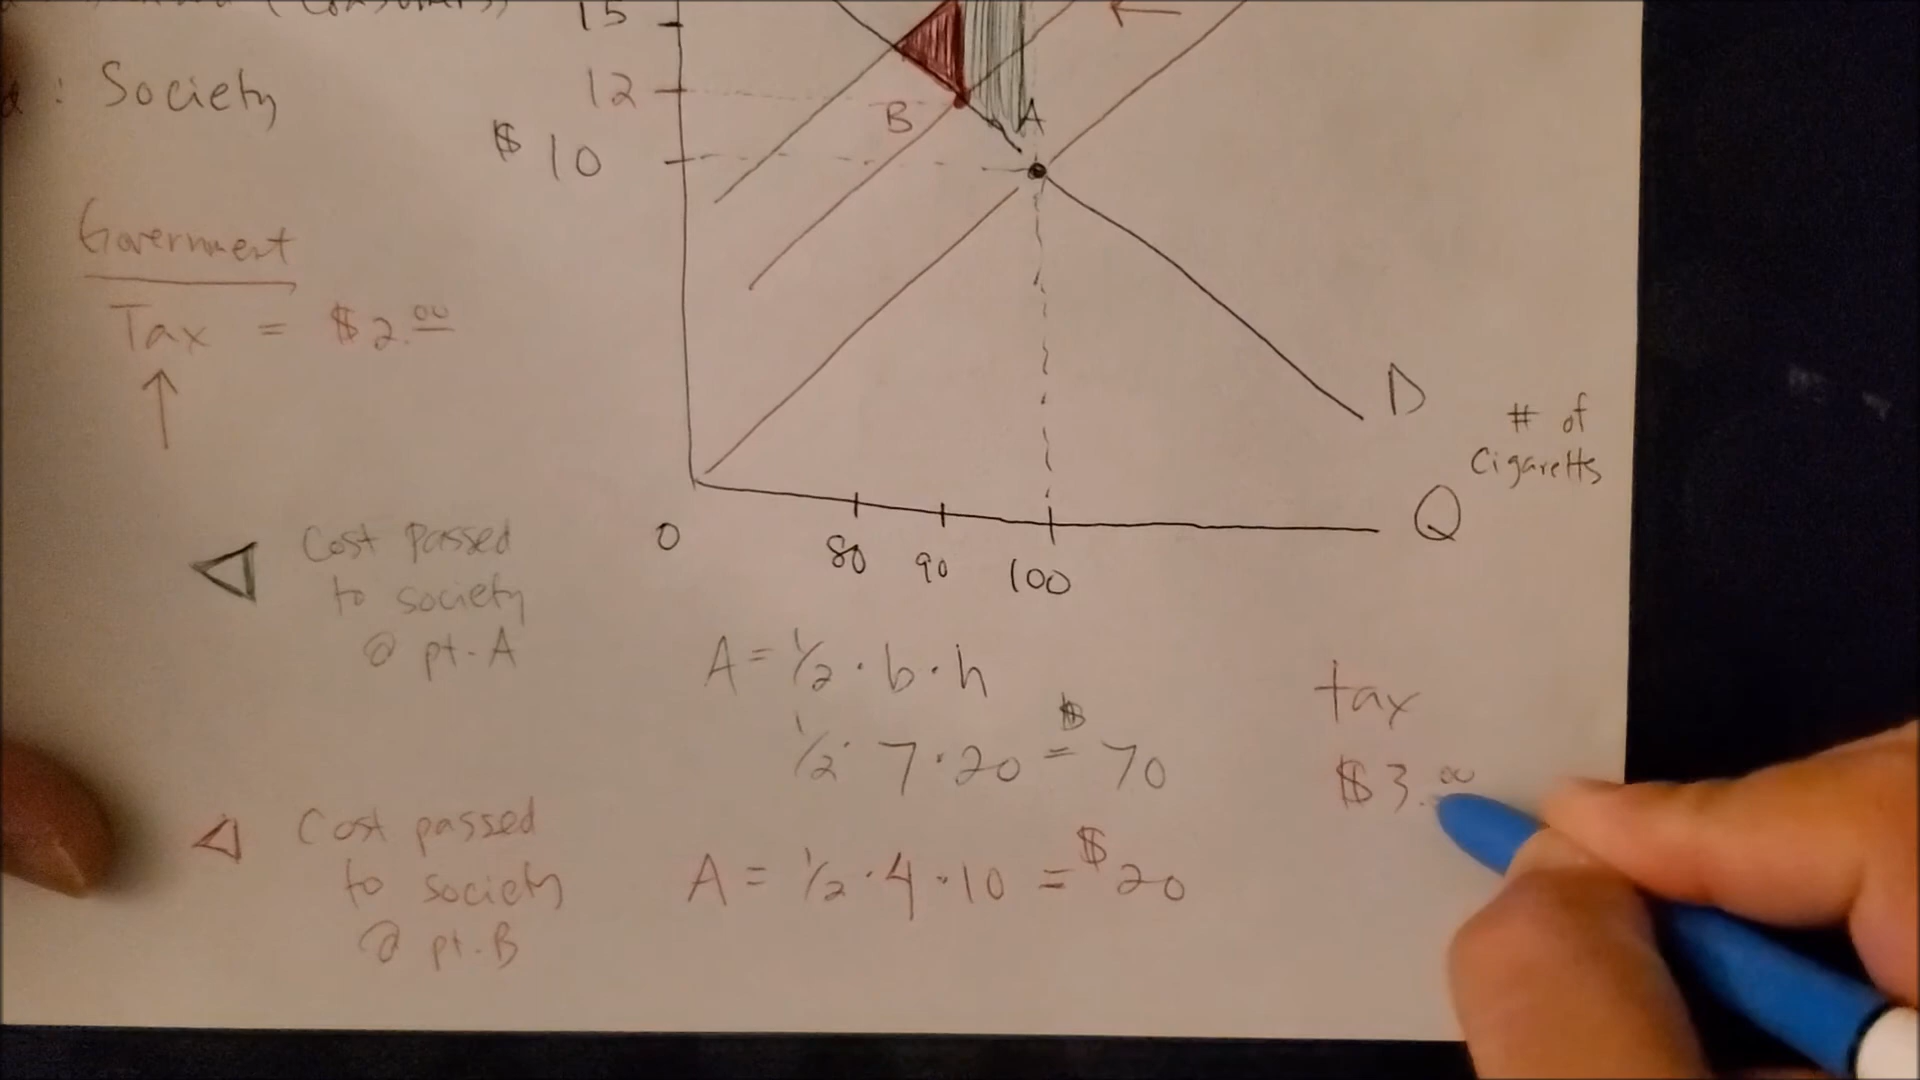 (Consumers)
15
: Society
12
B
A
$ 10
Government
Tax = $2.00
D
# of
Cigaretts
Q
0
80
90
100
Cost passed
to society
@ pt. A
A = 1/2 · b · h
1/2 · 7 · 20 = $70
tax
$3.00
Cost passed
to society
@ pt. B
A = 1/2 · 4 · 10 = $20